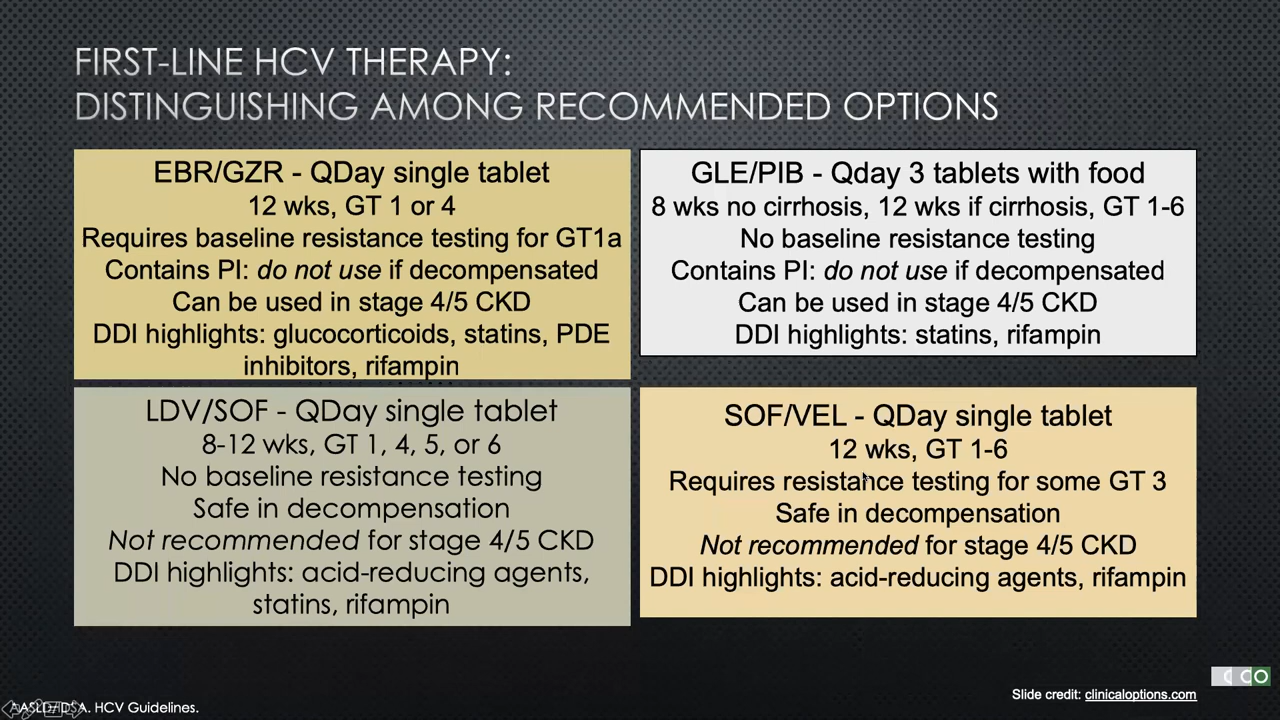 FIRST-LINE HCV THERAPY:
DISTINGUISHING AMONG RECOMMENDED OPTIONS
EBR/GZR - QDay single tablet
12 wks, GT 1 or 4
Requires baseline resistance testing for GT1a
Contains PI: do not use if decompensated
Can be used in stage 4/5 CKD
DDI highlights: glucocorticoids, statins, PDE
inhibitors, rifampin
GLE/PIB - Qday 3 tablets with food
8 wks no cirrhosis, 12 wks if cirrhosis, GT 1-6
No baseline resistance testing
Contains PI: do not use if decompensated
Can be used in stage 4/5 CKD
DDI highlights: statins, rifampin
LDV/SOF - QDay single tablet
8-12 wks, GT 1, 4, 5, or 6
No baseline resistance testing
Safe in decompensation
Not recommended for stage 4/5 CKD
DDI highlights: acid-reducing agents,
statins, rifampin
SOF/VEL - QDay single tablet
12 wks, GT 1-6
Requires resistance testing for some GT 3
Safe in decompensation
Not recommended for stage 4/5 CKD
DDI highlights: acid-reducing agents, rifampin
CCO
Slide credit: clinicaloptions.com
AASLD/IDSA. HCV Guidelines.